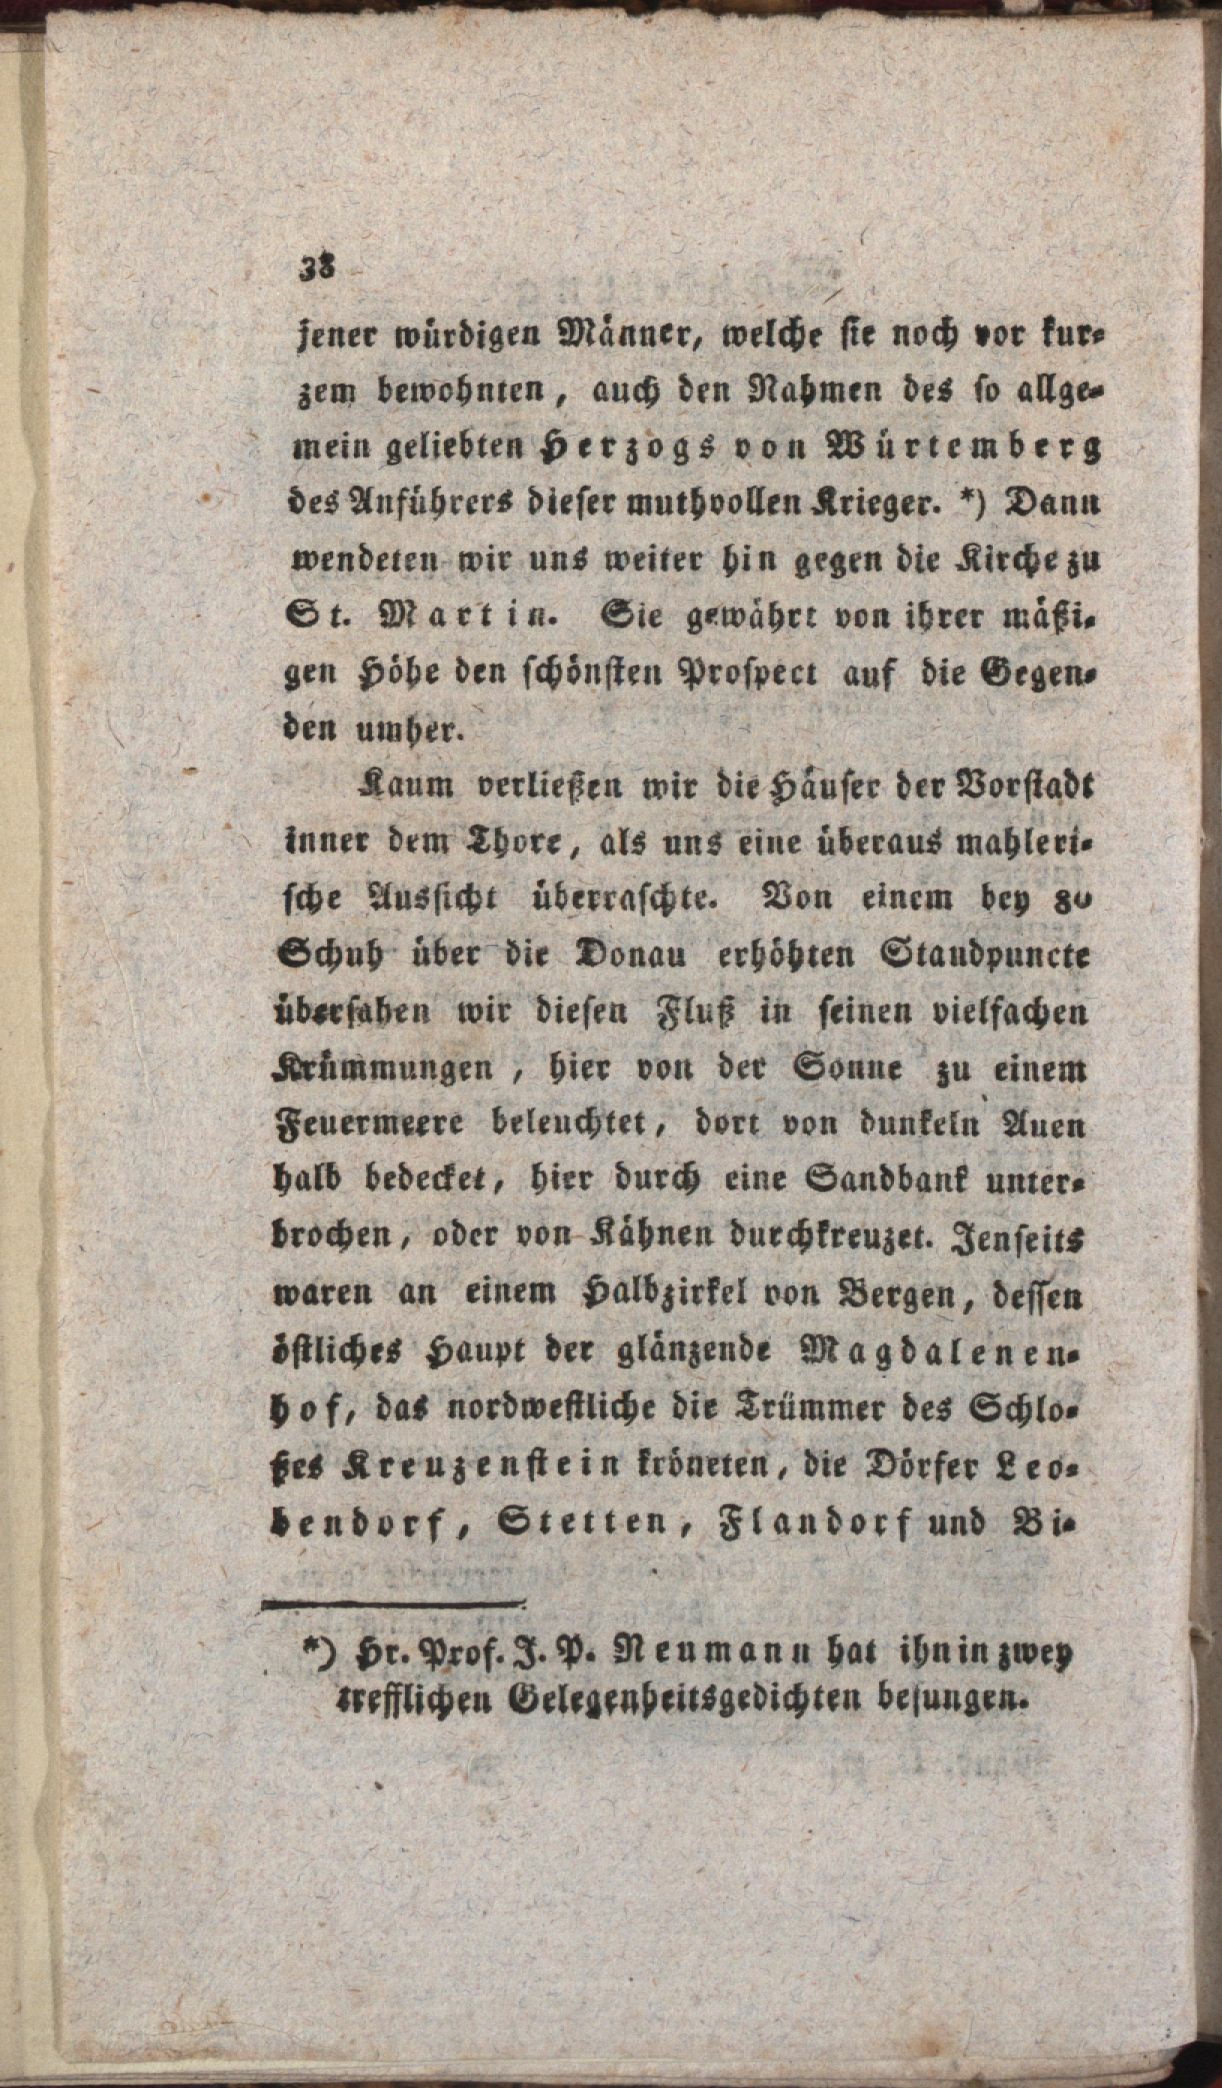 38
jener würdigen Männer, welche sie noch vor kur-
zem bewohnten, auch den Nahmen des so allge-
mein geliebten Herzogs von Würtemberg
des Anführers dieser muthvollen Krieger. *) Dann
wendeten wir uns weiter hin gegen die Kirche zu
St. Martin. Sie gewährt von ihrer mäßi-
gen Höhe den schönsten Prospect auf die Gegen-
den umher.
Kaum verließen wir die Häuser der Vorstadt
inner dem Thore, als uns eine überaus mahleri-
sche Aussicht überraschte. Von einem bey 30
Schuh über die Donau erhöhten Standpuncte
übersahen wir diesen Fluß in seinen vielfachen
Krümmungen, hier von der Sonne zu einem
Feuermeere beleuchtet, dort von dunkeln Auen
halb bedecket, hier durch eine Sandbank unter-
brochen, oder von Kähnen durchkreuzet. Jenseits
waren an einem Halbzirkel von Bergen, dessen
östliches Haupt der glänzende Magdalenen-
hof, das nordwestliche die Trümmer des Schlo-
ßes Kreuzenstein kröneten, die Dörfer Leo-
bendorf, Stetten, Flandorf und Bi-
*) Hr. Prof. J. P. Neumann hat ihn in zwey
trefflichen Gelegenheitsgedichten besungen.